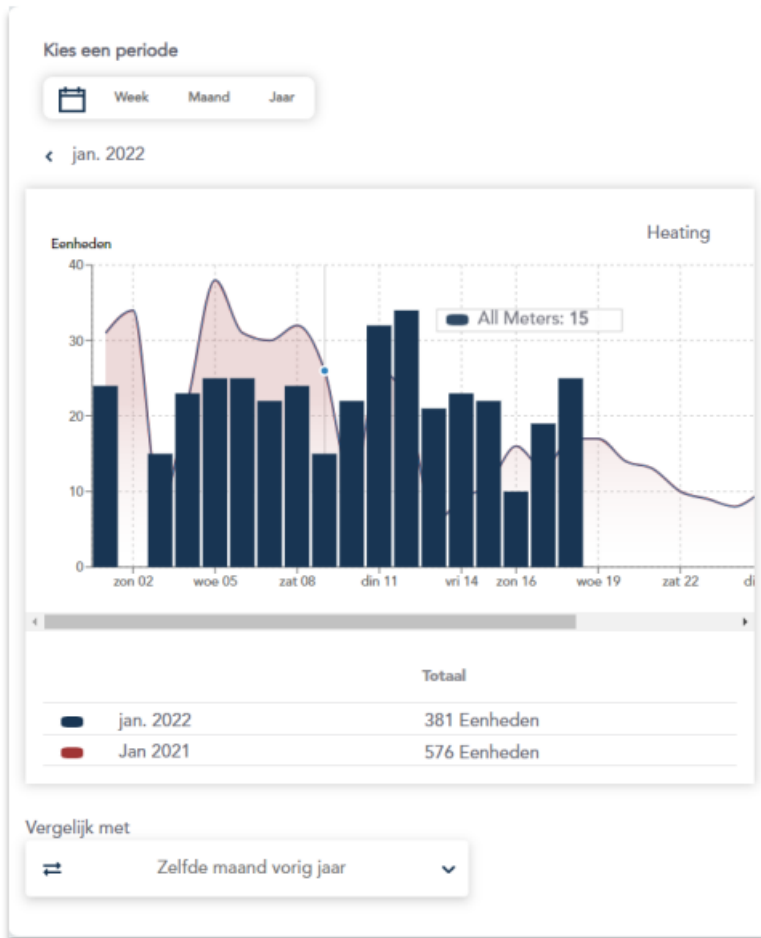 Kies een periode
Week Maand Jaar
jan. 2022
Heating
Eenheden
40
All Meters: 15
30
20
10
0
zon 02 woe 05 zat 08 din 11 vri 14 zon 16 woe 19 zat 22 di
Totaal
jan. 2022 381 Eenheden
Jan 2021 576 Eenheden
Vergelijk met
Zelfde maand vorig jaar